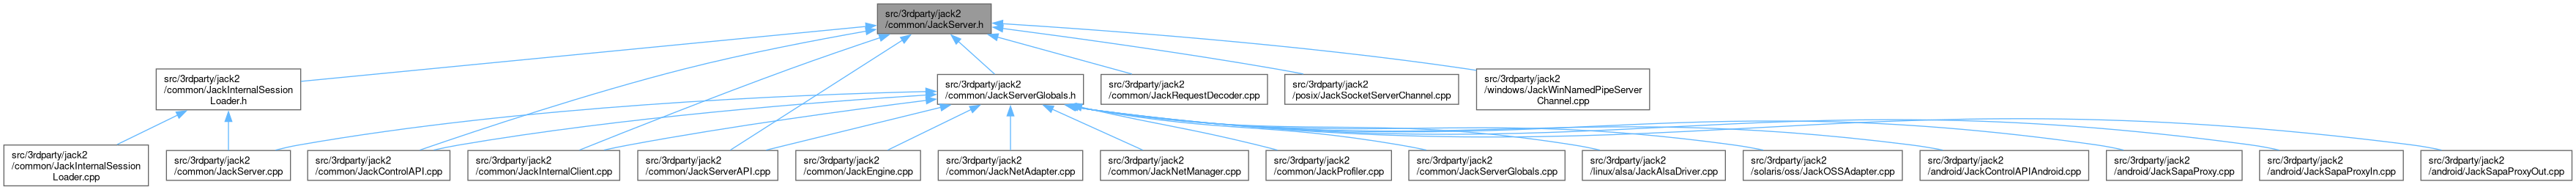 src/3rdparty/jack2
/common/JackServer.h
src/3rdparty/jack2
/common/JackInternalSession
Loader.h
src/3rdparty/jack2
/common/JackServerGlobals.h
src/3rdparty/jack2
/common/JackRequestDecoder.cpp
src/3rdparty/jack2
/posix/JackSocketServerChannel.cpp
src/3rdparty/jack2
/windows/JackWinNamedPipeServer
Channel.cpp
src/3rdparty/jack2
/common/JackInternalSession
Loader.cpp
src/3rdparty/jack2
/common/JackServer.cpp
src/3rdparty/jack2
/common/JackControlAPI.cpp
src/3rdparty/jack2
/common/JackInternalClient.cpp
src/3rdparty/jack2
/common/JackServerAPI.cpp
src/3rdparty/jack2
/common/JackEngine.cpp
src/3rdparty/jack2
/common/JackNetAdapter.cpp
src/3rdparty/jack2
/common/JackNetManager.cpp
src/3rdparty/jack2
/common/JackProfiler.cpp
src/3rdparty/jack2
/common/JackServerGlobals.cpp
src/3rdparty/jack2
/linux/alsa/JackAlsaDriver.cpp
src/3rdparty/jack2
/solaris/oss/JackOSSAdapter.cpp
src/3rdparty/jack2
/android/JackControlAPIAndroid.cpp
src/3rdparty/jack2
/android/JackSapaProxy.cpp
src/3rdparty/jack2
/android/JackSapaProxyIn.cpp
src/3rdparty/jack2
/android/JackSapaProxyOut.cpp